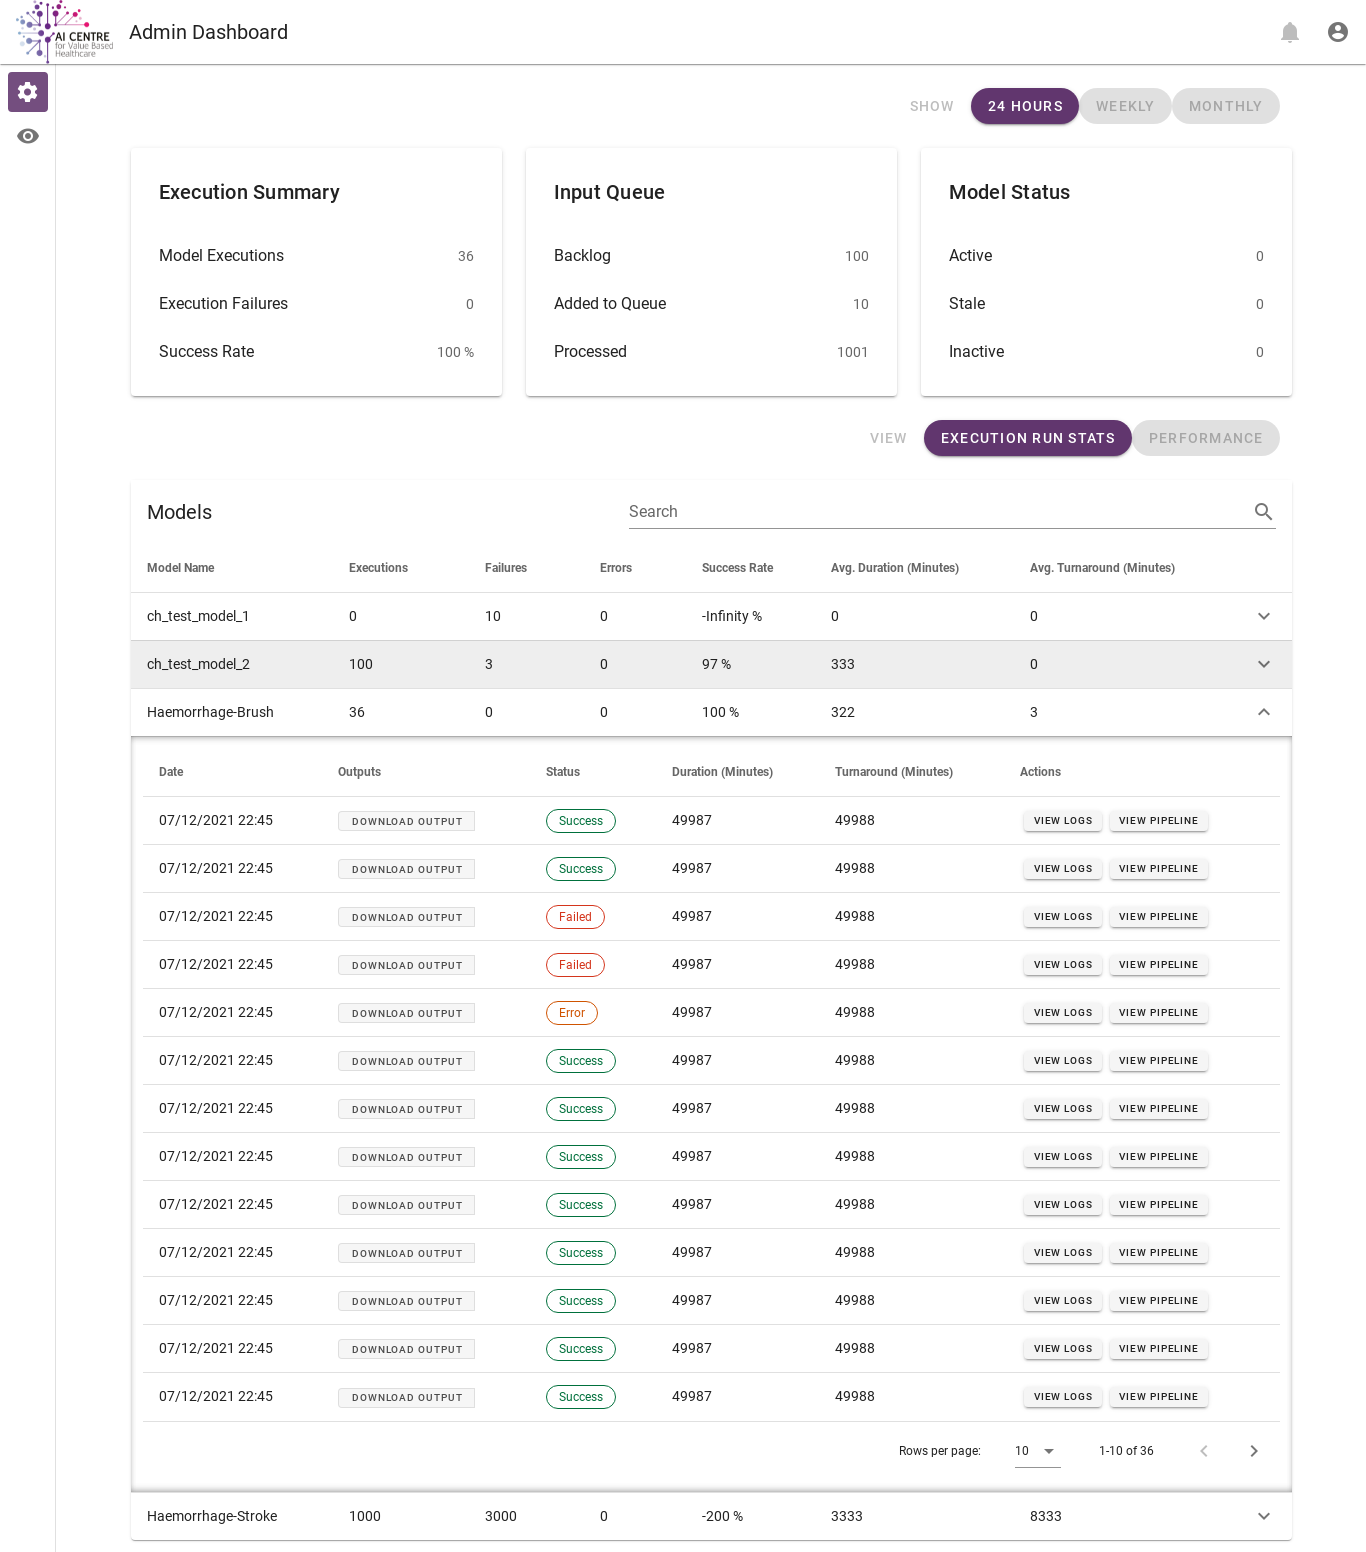 AI CENTRE
for Value Based
Healthcare
Admin Dashboard
SHOW 24 HOURS WEEKLY MONTHLY
Execution Summary
Model Executions 36
Execution Failures 0
Success Rate 100 %
Input Queue
Backlog 100
Added to Queue 10
Processed 1001
Model Status
Active 0
Stale 0
Inactive 0
VIEW EXECUTION RUN STATS PERFORMANCE
Models Search
Model Name Executions Failures Errors Success Rate Avg. Duration (Minutes) Avg. Turnaround (Minutes)
ch_test_model_1 0 10 0 -Infinity % 0 0
ch_test_model_2 100 3 0 97 % 333 0
Haemorrhage-Brush 36 0 0 100 % 322 3
Date Outputs Status Duration (Minutes) Turnaround (Minutes) Actions
07/12/2021 22:45 DOWNLOAD OUTPUT Success 49987 49988 VIEW LOGS VIEW PIPELINE
07/12/2021 22:45 DOWNLOAD OUTPUT Success 49987 49988 VIEW LOGS VIEW PIPELINE
07/12/2021 22:45 DOWNLOAD OUTPUT Failed 49987 49988 VIEW LOGS VIEW PIPELINE
07/12/2021 22:45 DOWNLOAD OUTPUT Failed 49987 49988 VIEW LOGS VIEW PIPELINE
07/12/2021 22:45 DOWNLOAD OUTPUT Error 49987 49988 VIEW LOGS VIEW PIPELINE
07/12/2021 22:45 DOWNLOAD OUTPUT Success 49987 49988 VIEW LOGS VIEW PIPELINE
07/12/2021 22:45 DOWNLOAD OUTPUT Success 49987 49988 VIEW LOGS VIEW PIPELINE
07/12/2021 22:45 DOWNLOAD OUTPUT Success 49987 49988 VIEW LOGS VIEW PIPELINE
07/12/2021 22:45 DOWNLOAD OUTPUT Success 49987 49988 VIEW LOGS VIEW PIPELINE
07/12/2021 22:45 DOWNLOAD OUTPUT Success 49987 49988 VIEW LOGS VIEW PIPELINE
07/12/2021 22:45 DOWNLOAD OUTPUT Success 49987 49988 VIEW LOGS VIEW PIPELINE
07/12/2021 22:45 DOWNLOAD OUTPUT Success 49987 49988 VIEW LOGS VIEW PIPELINE
07/12/2021 22:45 DOWNLOAD OUTPUT Success 49987 49988 VIEW LOGS VIEW PIPELINE
Rows per page: 10 1-10 of 36
Haemorrhage-Stroke 1000 3000 0 -200 % 3333 8333